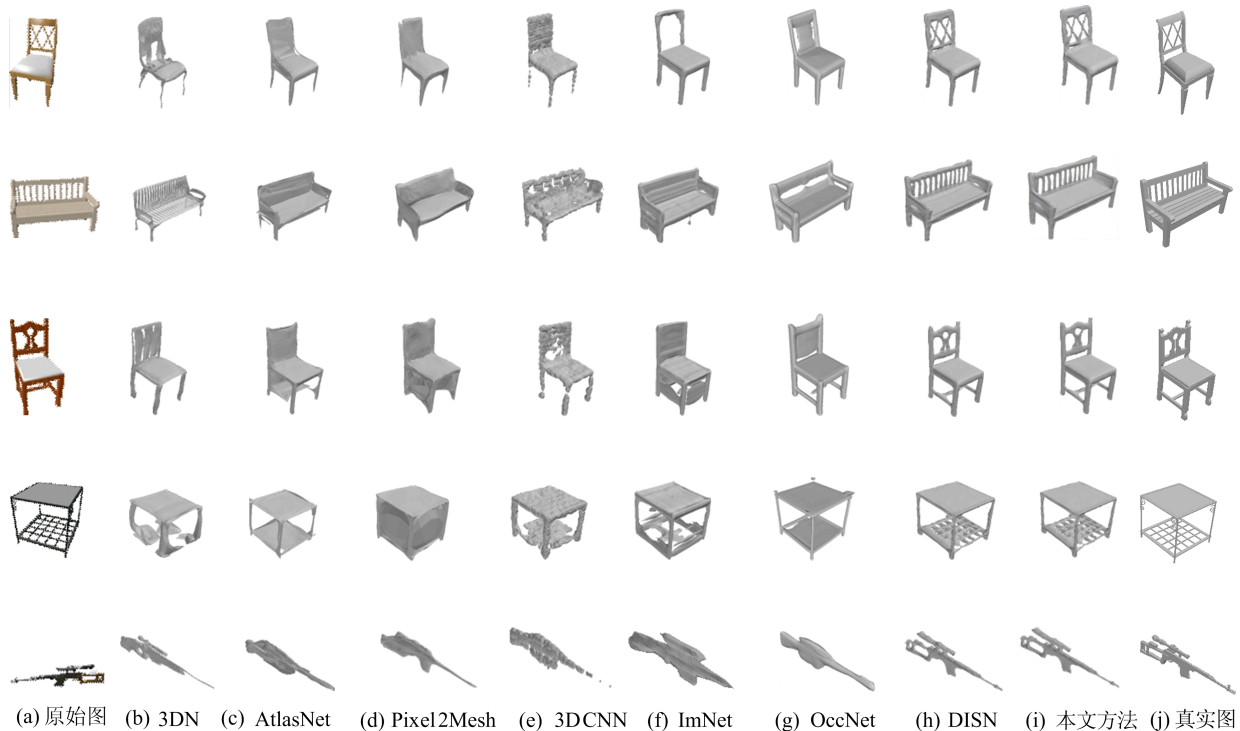 (a) 原始图 (b) 3DN (c) AtlasNet (d) Pixel2Mesh (e) 3DCNN (f) ImNet (g) OccNet (h) DISN (i) 本文方法 (j) 真实图